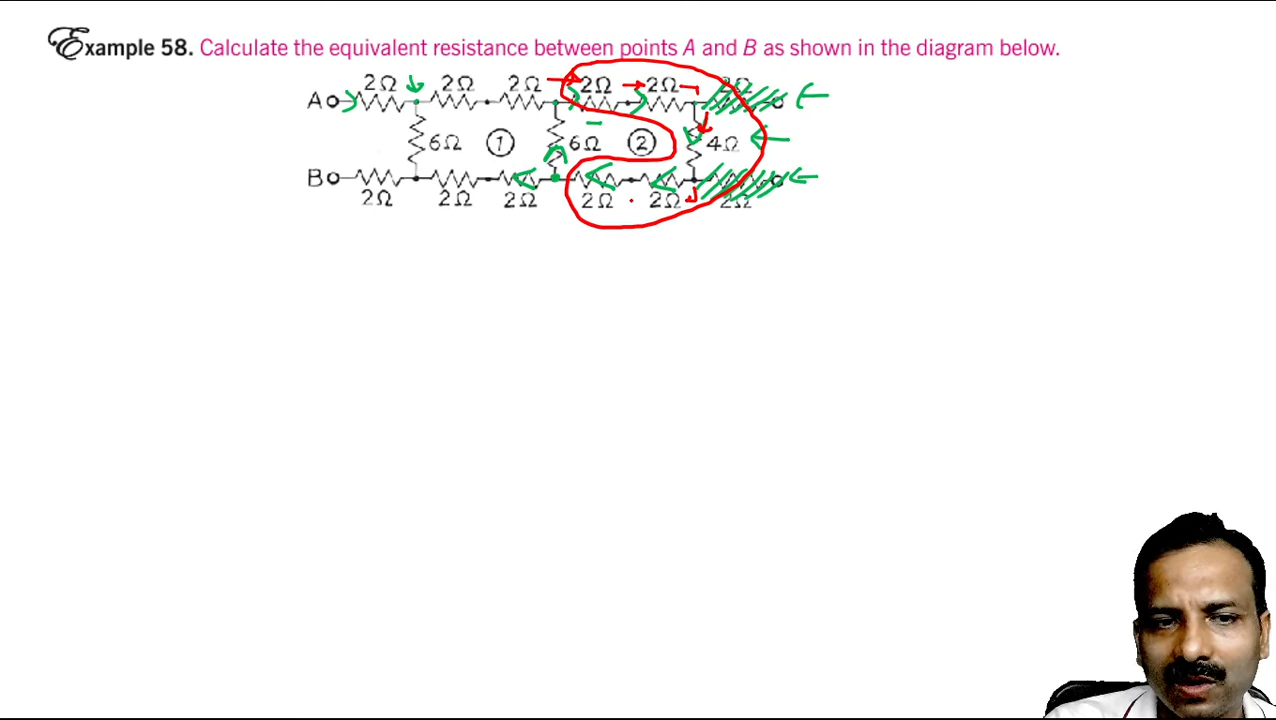 Example 58. Calculate the equivalent resistance between points A and B as shown in the diagram below.
2Ω 2Ω 2Ω 2Ω 2Ω 2Ω
A
6Ω 1 6Ω 2 4Ω
B
2Ω 2Ω 2Ω 2Ω 2Ω 2Ω